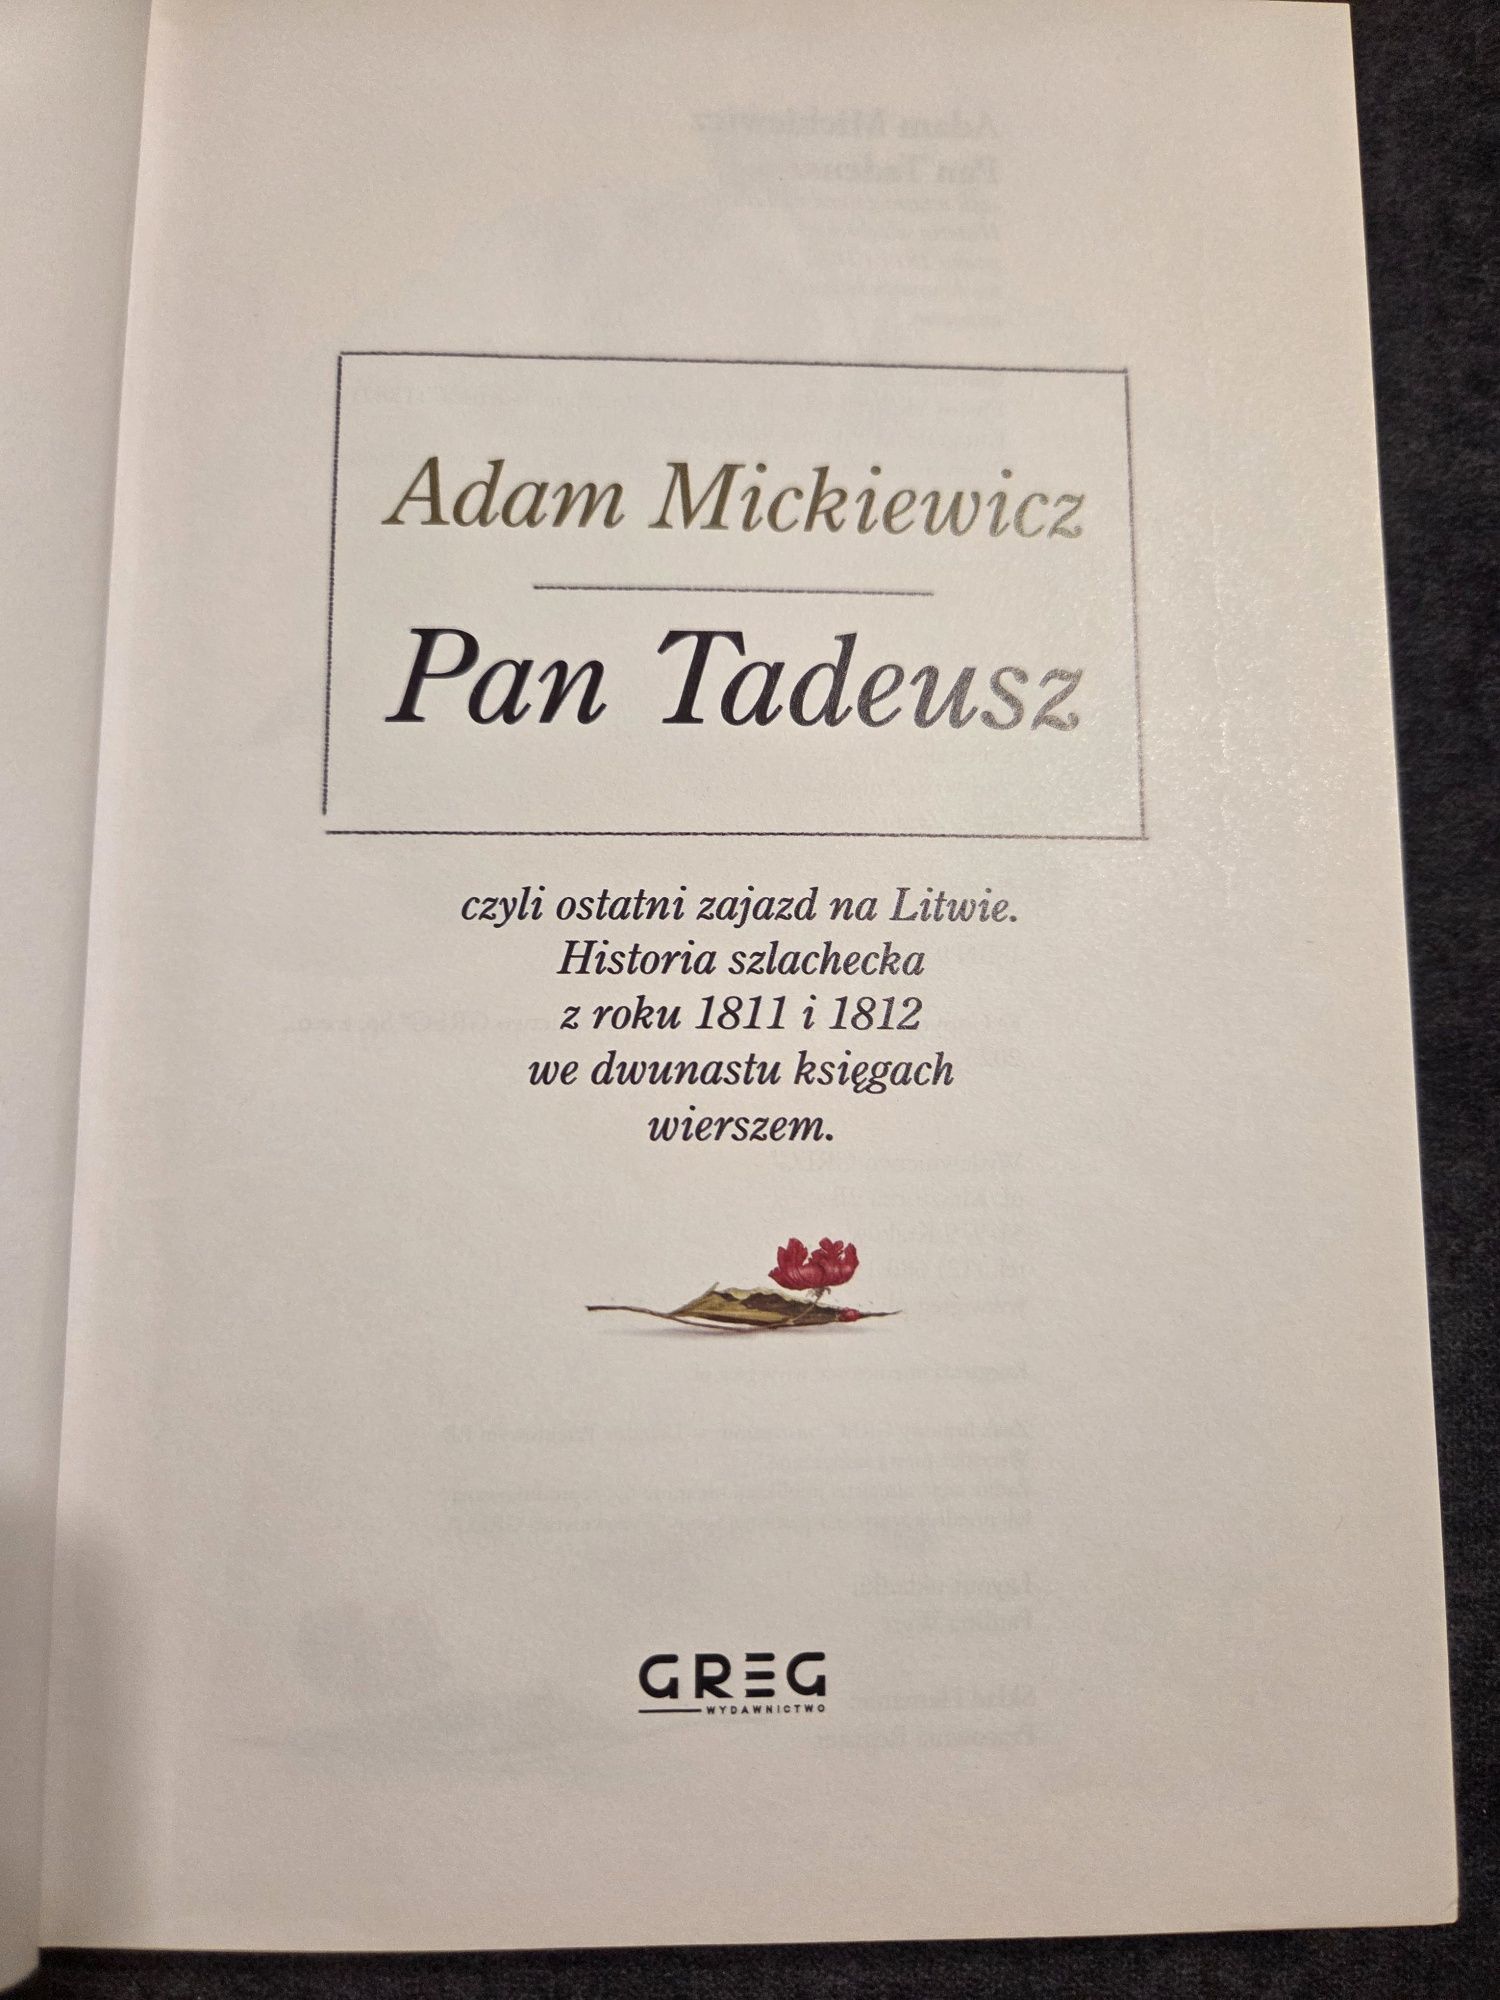 Adam Mickiewicz
Pan Tadeusz
czyli ostatni zajazd na Litwie.
Historia szlachecka
z roku 1811 i 1812
we dwunastu księgach
wierszem.
GREG
WYDAWNICTWO